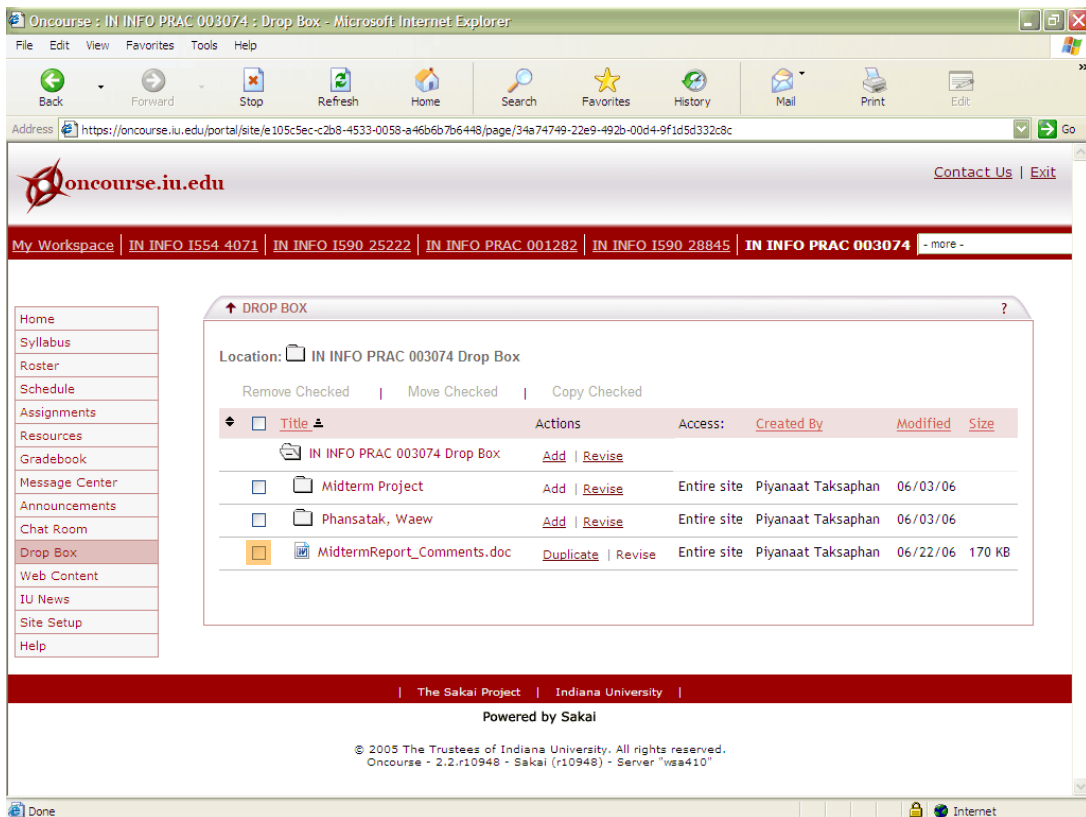 Oncourse : IN INFO PRAC 003074 : Drop Box - Microsoft Internet Explorer
File Edit View Favorites Tools Help
Back Forward Stop Refresh Home Search Favorites History Mail Print Edit
Address https://oncourse.iu.edu/portal/site/e105c5ec-c2b8-4533-0058-a46b6b7b6448/page/34a74749-22e9-492b-00d4-9f1d5d332c8c Go
oncourse.iu.edu
Contact Us | Exit
My Workspace | IN INFO I554 4071 | IN INFO I590 25222 | IN INFO PRAC 001282 | IN INFO I590 28845 | IN INFO PRAC 003074 - more -
Home
Syllabus
Roster
Schedule
Assignments
Resources
Gradebook
Message Center
Announcements
Chat Room
Drop Box
Web Content
IU News
Site Setup
Help
DROP BOX ?
Location: IN INFO PRAC 003074 Drop Box
Remove Checked | Move Checked | Copy Checked
Title Actions Access: Created By Modified Size
IN INFO PRAC 003074 Drop Box Add | Revise
Midterm Project Add | Revise Entire site Piyanaat Taksaphan 06/03/06
Phansatak, Waew Add | Revise Entire site Piyanaat Taksaphan 06/03/06
MidtermReport_Comments.doc Duplicate | Revise Entire site Piyanaat Taksaphan 06/22/06 170 KB
| The Sakai Project | Indiana University |
Powered by Sakai
© 2005 The Trustees of Indiana University. All rights reserved.
Oncourse - 2.2.r10948 - Sakai (r10948) - Server "wsa410"
Done Internet